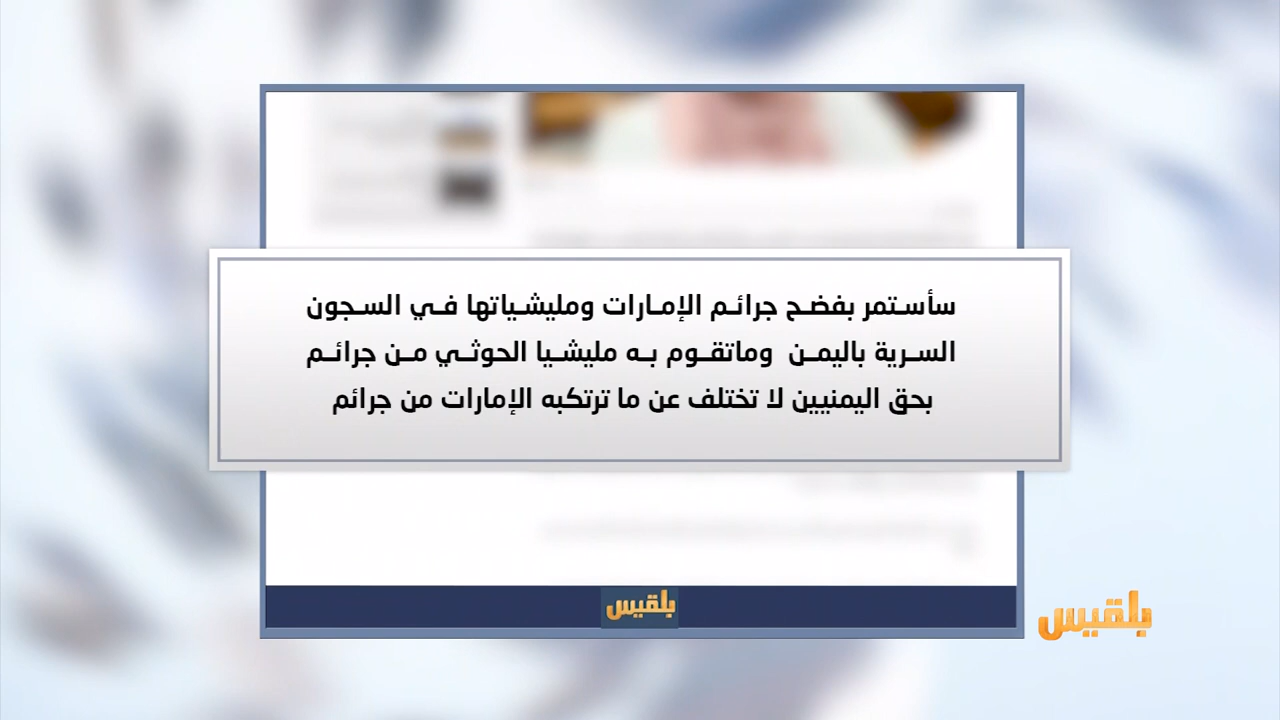 سأستمر بفضح جرائم الإمارات ومليشياتها في السجون
السرية باليمن وماتقوم به مليشيا الحوثي من جرائم
بحق اليمنيين لا تختلف عن ما ترتكبه الإمارات من جرائم
بلقيس
بلقيس